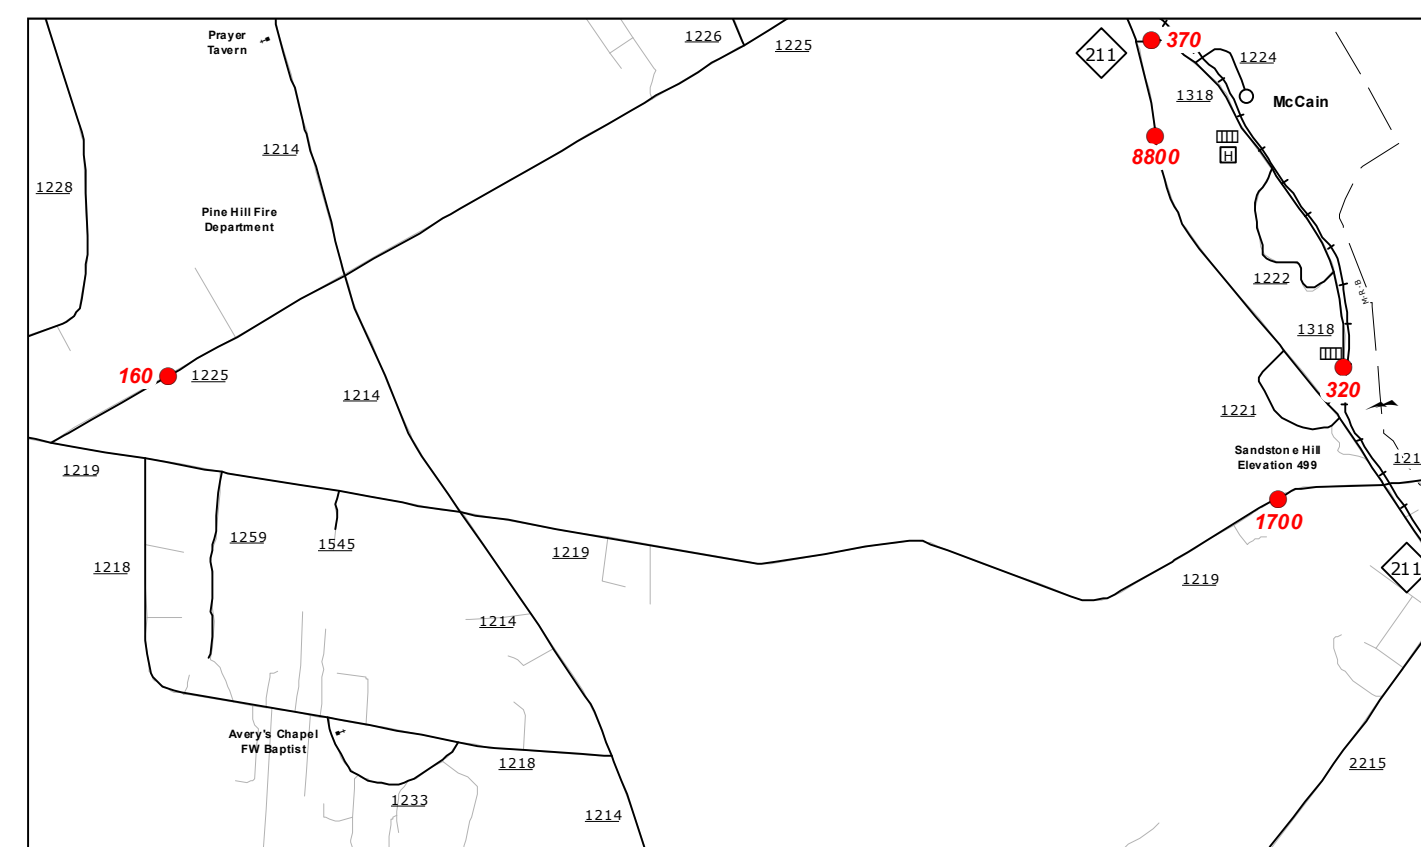 Prayer
Tavern
1226
1225
211
370
1224
1318
McCain
1214
8800
H
1228
Pine Hill Fire
Department
1222
M-R-B
1318
160
1225
1214
320
1221
Sandstone Hill
Elevation 499
1219
121
1700
1259
1545
1219
1218
1219
211
1214
Avery's Chapel
FW Baptist
1218
2215
1233
1214